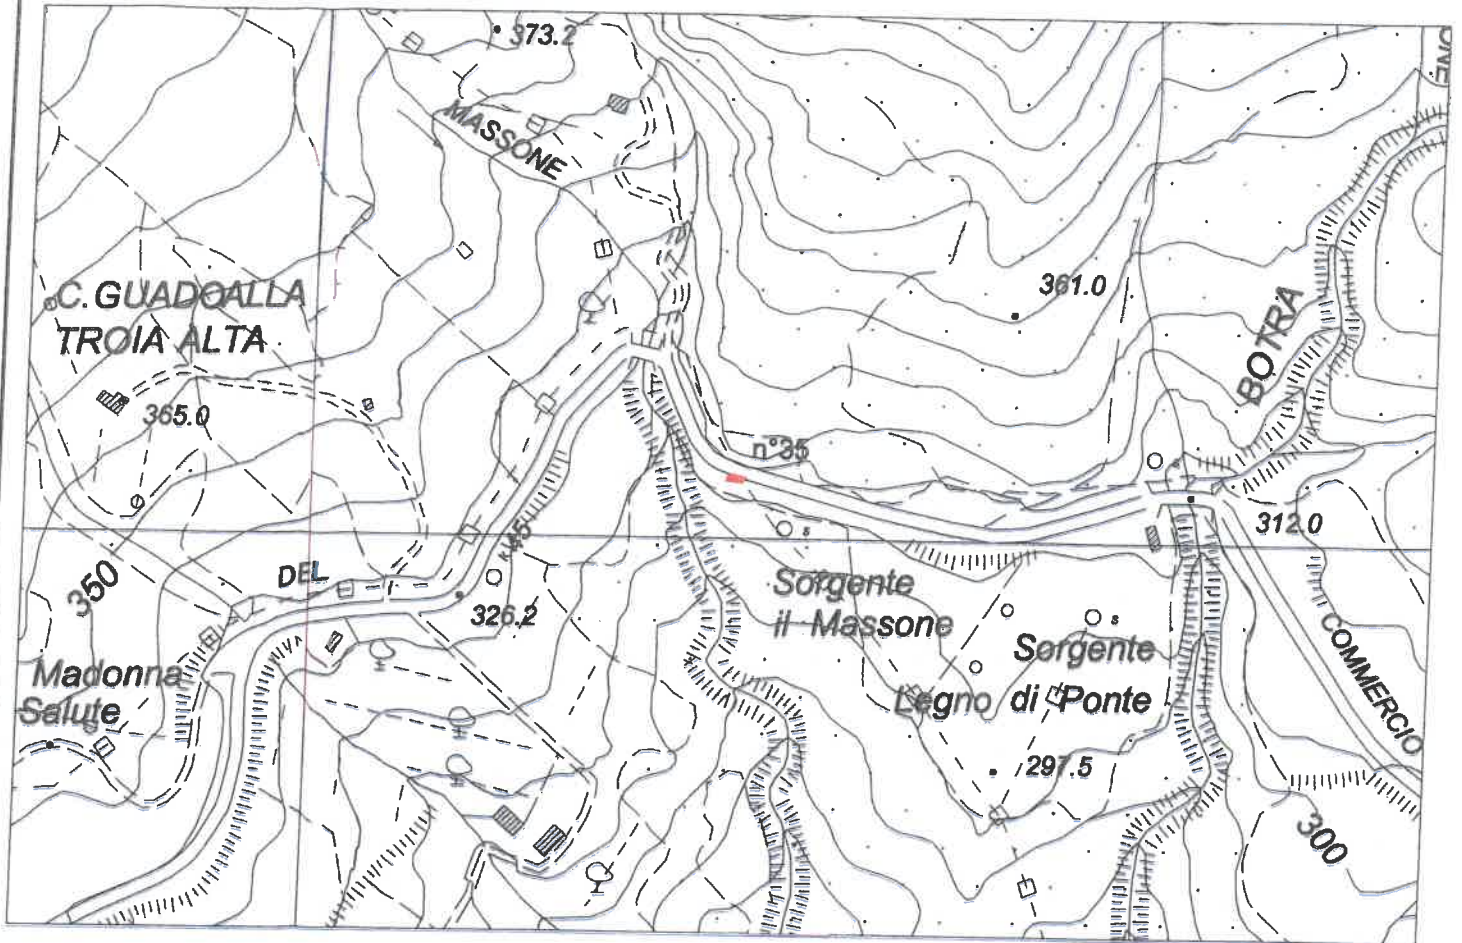 373.2
MASSONE
ONE
C. GUADOALLA
TROIA ALTA
365.0
361.0
BOTRA
n°35
312.0
350
DEL
326.2
Sorgente
il Massone
s
s
s
Sorgente
Legno di Ponte
COMMERCIO
Madonna
Salute
297.5
300